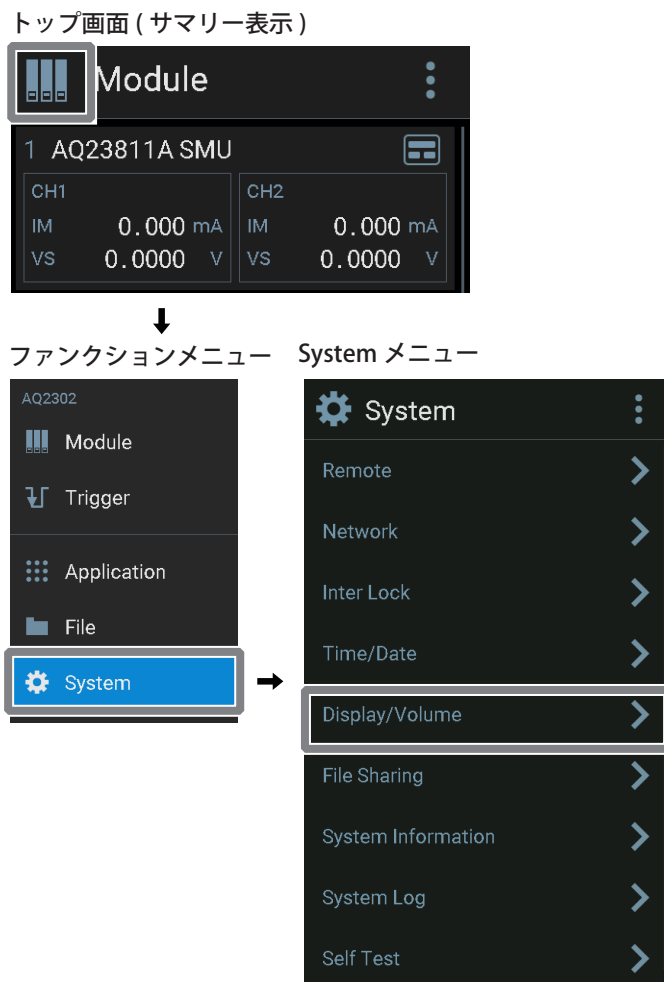 トップ画面 ( サマリー表示 )
Module
1 AQ23811A SMU
CH1
IM 0.000 mA
VS 0.0000 V
CH2
IM 0.000 mA
VS 0.0000 V
ファンクションメニュー
AQ2302
Module
Trigger
Application
File
System
System メニュー
System
Remote
Network
Inter Lock
Time/Date
Display/Volume
File Sharing
System Information
System Log
Self Test